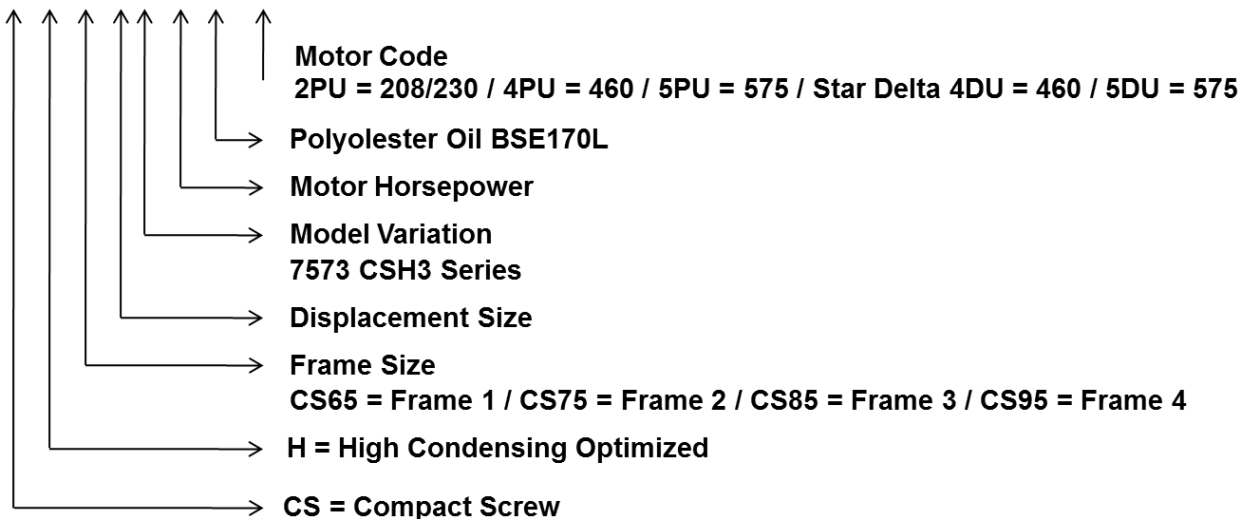 Motor Code
2PU = 208/230 / 4PU = 460 / 5PU = 575 / Star Delta 4DU = 460 / 5DU = 575
Polyolester Oil BSE170L
Motor Horsepower
Model Variation
7573 CSH3 Series
Displacement Size
Frame Size
CS65 = Frame 1 / CS75 = Frame 2 / CS85 = Frame 3 / CS95 = Frame 4
H = High Condensing Optimized
CS = Compact Screw